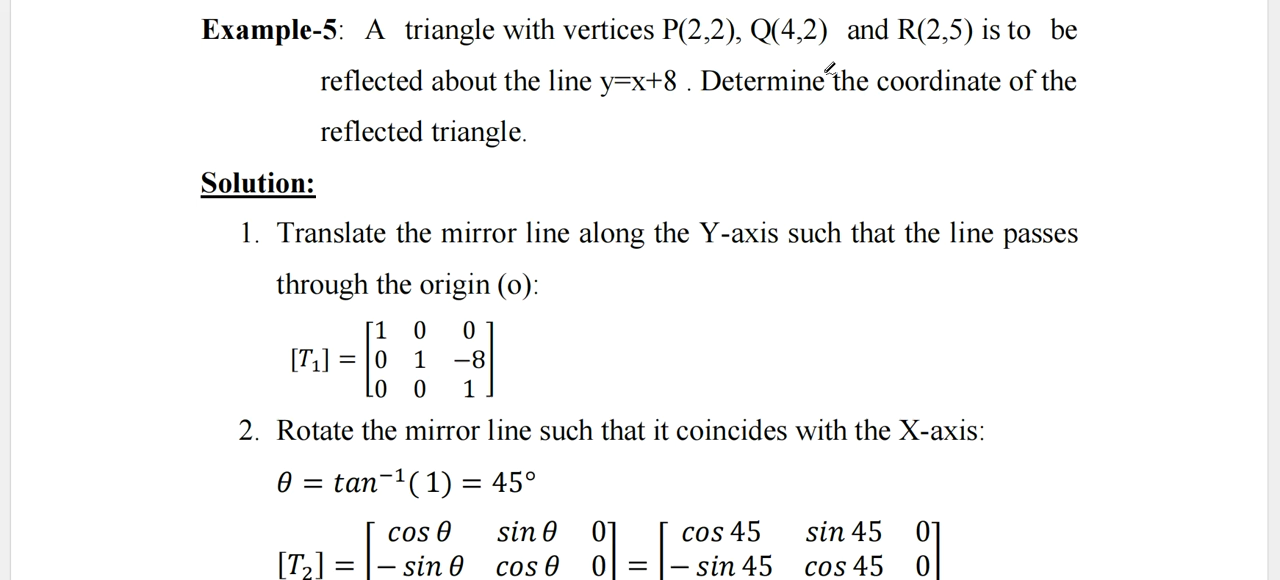 Example-5: A triangle with vertices P(2,2), Q(4,2) and R(2,5) is to be
reflected about the line y=x+8 . Determine the coordinate of the
reflected triangle.
Solution:
1. Translate the mirror line along the Y-axis such that the line passes
through the origin (o):
[T₁] = [1 0 0
0 1 −8
0 0 1]
2. Rotate the mirror line such that it coincides with the X-axis:
θ = tan⁻¹(1) = 45°
[T₂] = [cos θ sin θ 0
− sin θ cos θ 0] = [cos 45 sin 45 0
− sin 45 cos 45 0]